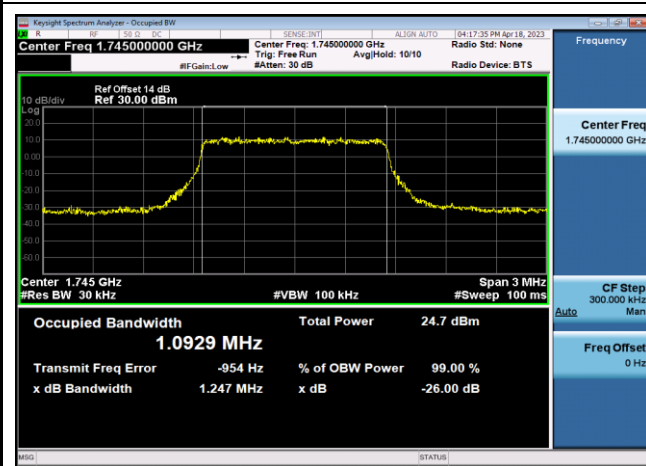 Keysight Spectrum Analyzer - Occupied BW
LXI R RF 50 Ω DC SENSE:INT ALIGN AUTO 04:17:35 PM Apr 18, 2023
Center Freq 1.745000000 GHz
Center Freq: 1.745000000 GHz
Radio Std: None
Trig: Free Run Avg|Hold: 10/10
#IFGain:Low #Atten: 30 dB Radio Device: BTS
Ref Offset 14 dB
10 dB/div Ref 30.00 dBm
Log
20.0
10.0
0.00
-10.0
-20.0
-30.0
-40.0
-50.0
-60.0
Center 1.745 GHz Span 3 MHz
#Res BW 30 kHz #VBW 100 kHz #Sweep 100 ms
Occupied Bandwidth Total Power 24.7 dBm
1.0929 MHz
Transmit Freq Error -954 Hz % of OBW Power 99.00 %
x dB Bandwidth 1.247 MHz x dB -26.00 dB
Frequency
Center Freq
1.745000000 GHz
CF Step
300.000 kHz
Auto Man
Freq Offset
0 Hz
MSG STATUS